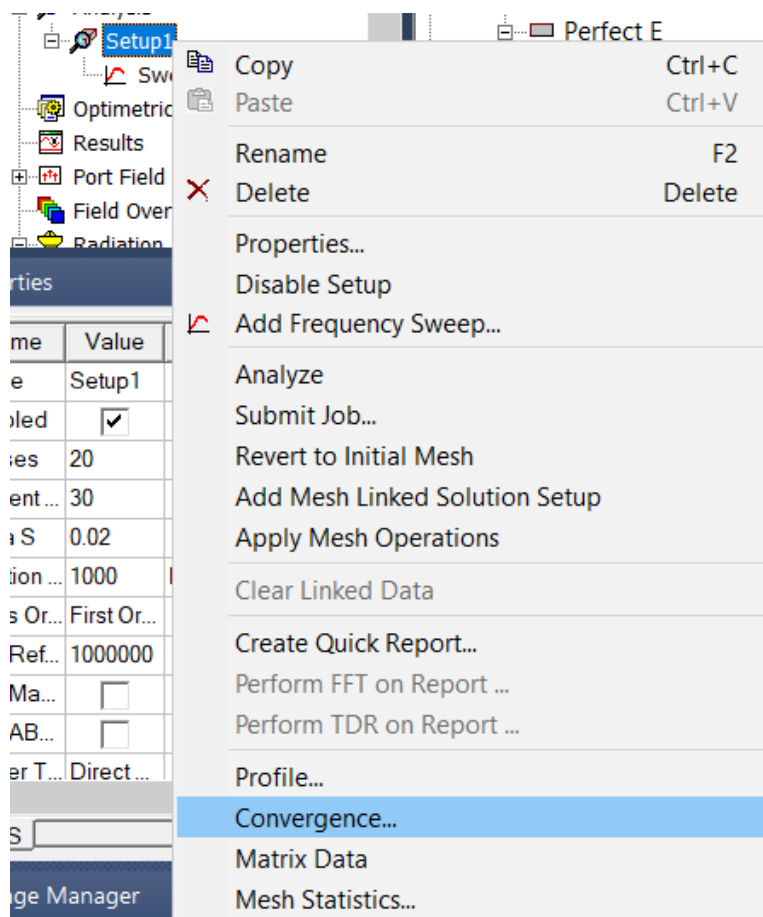 Setup1
Perfect E
Swe
Optimetric
Results
Port Field
Field Over
Radiation
Copy Ctrl+C
Paste Ctrl+V
Rename F2
Delete Delete
Properties...
Disable Setup
Add Frequency Sweep...
Analyze
Submit Job...
Revert to Initial Mesh
Add Mesh Linked Solution Setup
Apply Mesh Operations
Clear Linked Data
Create Quick Report...
Perform FFT on Report ...
Perform TDR on Report ...
Profile...
Convergence...
Matrix Data
Mesh Statistics...
rties
me Value
e Setup1
led
ses 20
ent ... 30
a S 0.02
tion ... 1000
s Or... First Or...
Ref... 1000000
Ma...
AB...
er T... Direct ...
S
ge Manager